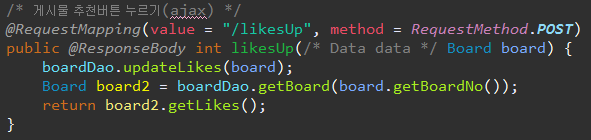 /* 게시물 추천버튼 누르기(ajax) */
@RequestMapping(value = "/likesUp", method = RequestMethod.POST)
public @ResponseBody int likesUp(/* Data data */ Board board) {
    boardDao.updateLikes(board);
    Board board2 = boardDao.getBoard(board.getBoardNo());
    return board2.getLikes();
}